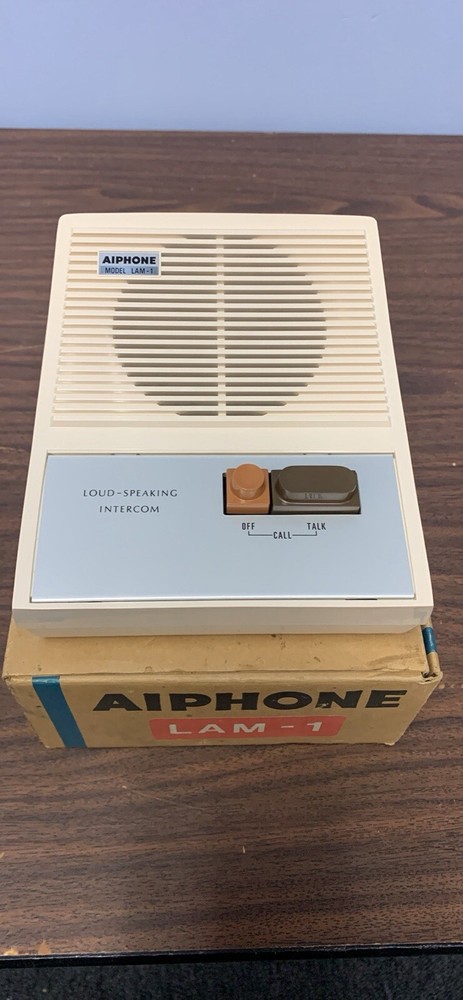 AIPHONE
MODEL LAM-1
LOUD-SPEAKING
INTERCOM
OFF TALK
CALL
AIPHONE
LAM-1